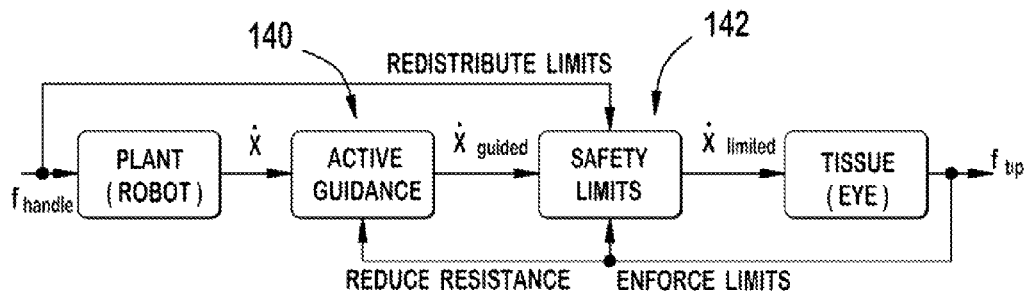 140
142
REDISTRIBUTE LIMITS
f handle
PLANT
(ROBOT)
Ẋ
ACTIVE
GUIDANCE
Ẋ guided
SAFETY
LIMITS
Ẋ limited
TISSUE
(EYE)
f tip
REDUCE RESISTANCE
ENFORCE LIMITS